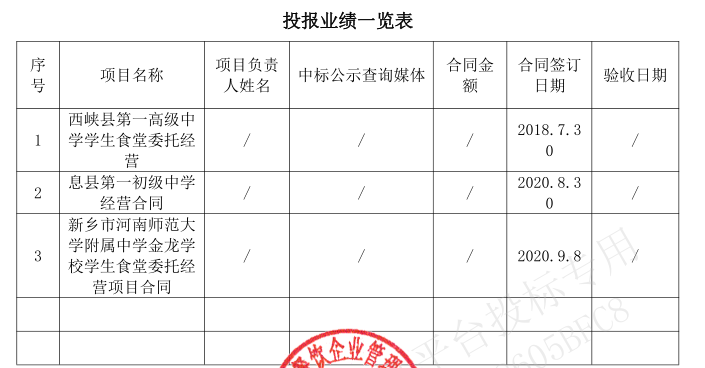 投报业绩一览表
序号 项目名称 项目负责人姓名 中标公示查询媒体 合同金额 合同签订日期 验收日期
1 西峡县第一高级中学学生食堂委托经营 / / / 2018.7.30 /
2 息县第一初级中学经营合同 / / / 2020.8.30 /
3 新乡市河南师范大学附属中学金龙学校学生食堂委托经营项目合同 / / / 2020.9.8 /
餐饮企业管理
平台投标专用
605BFC8